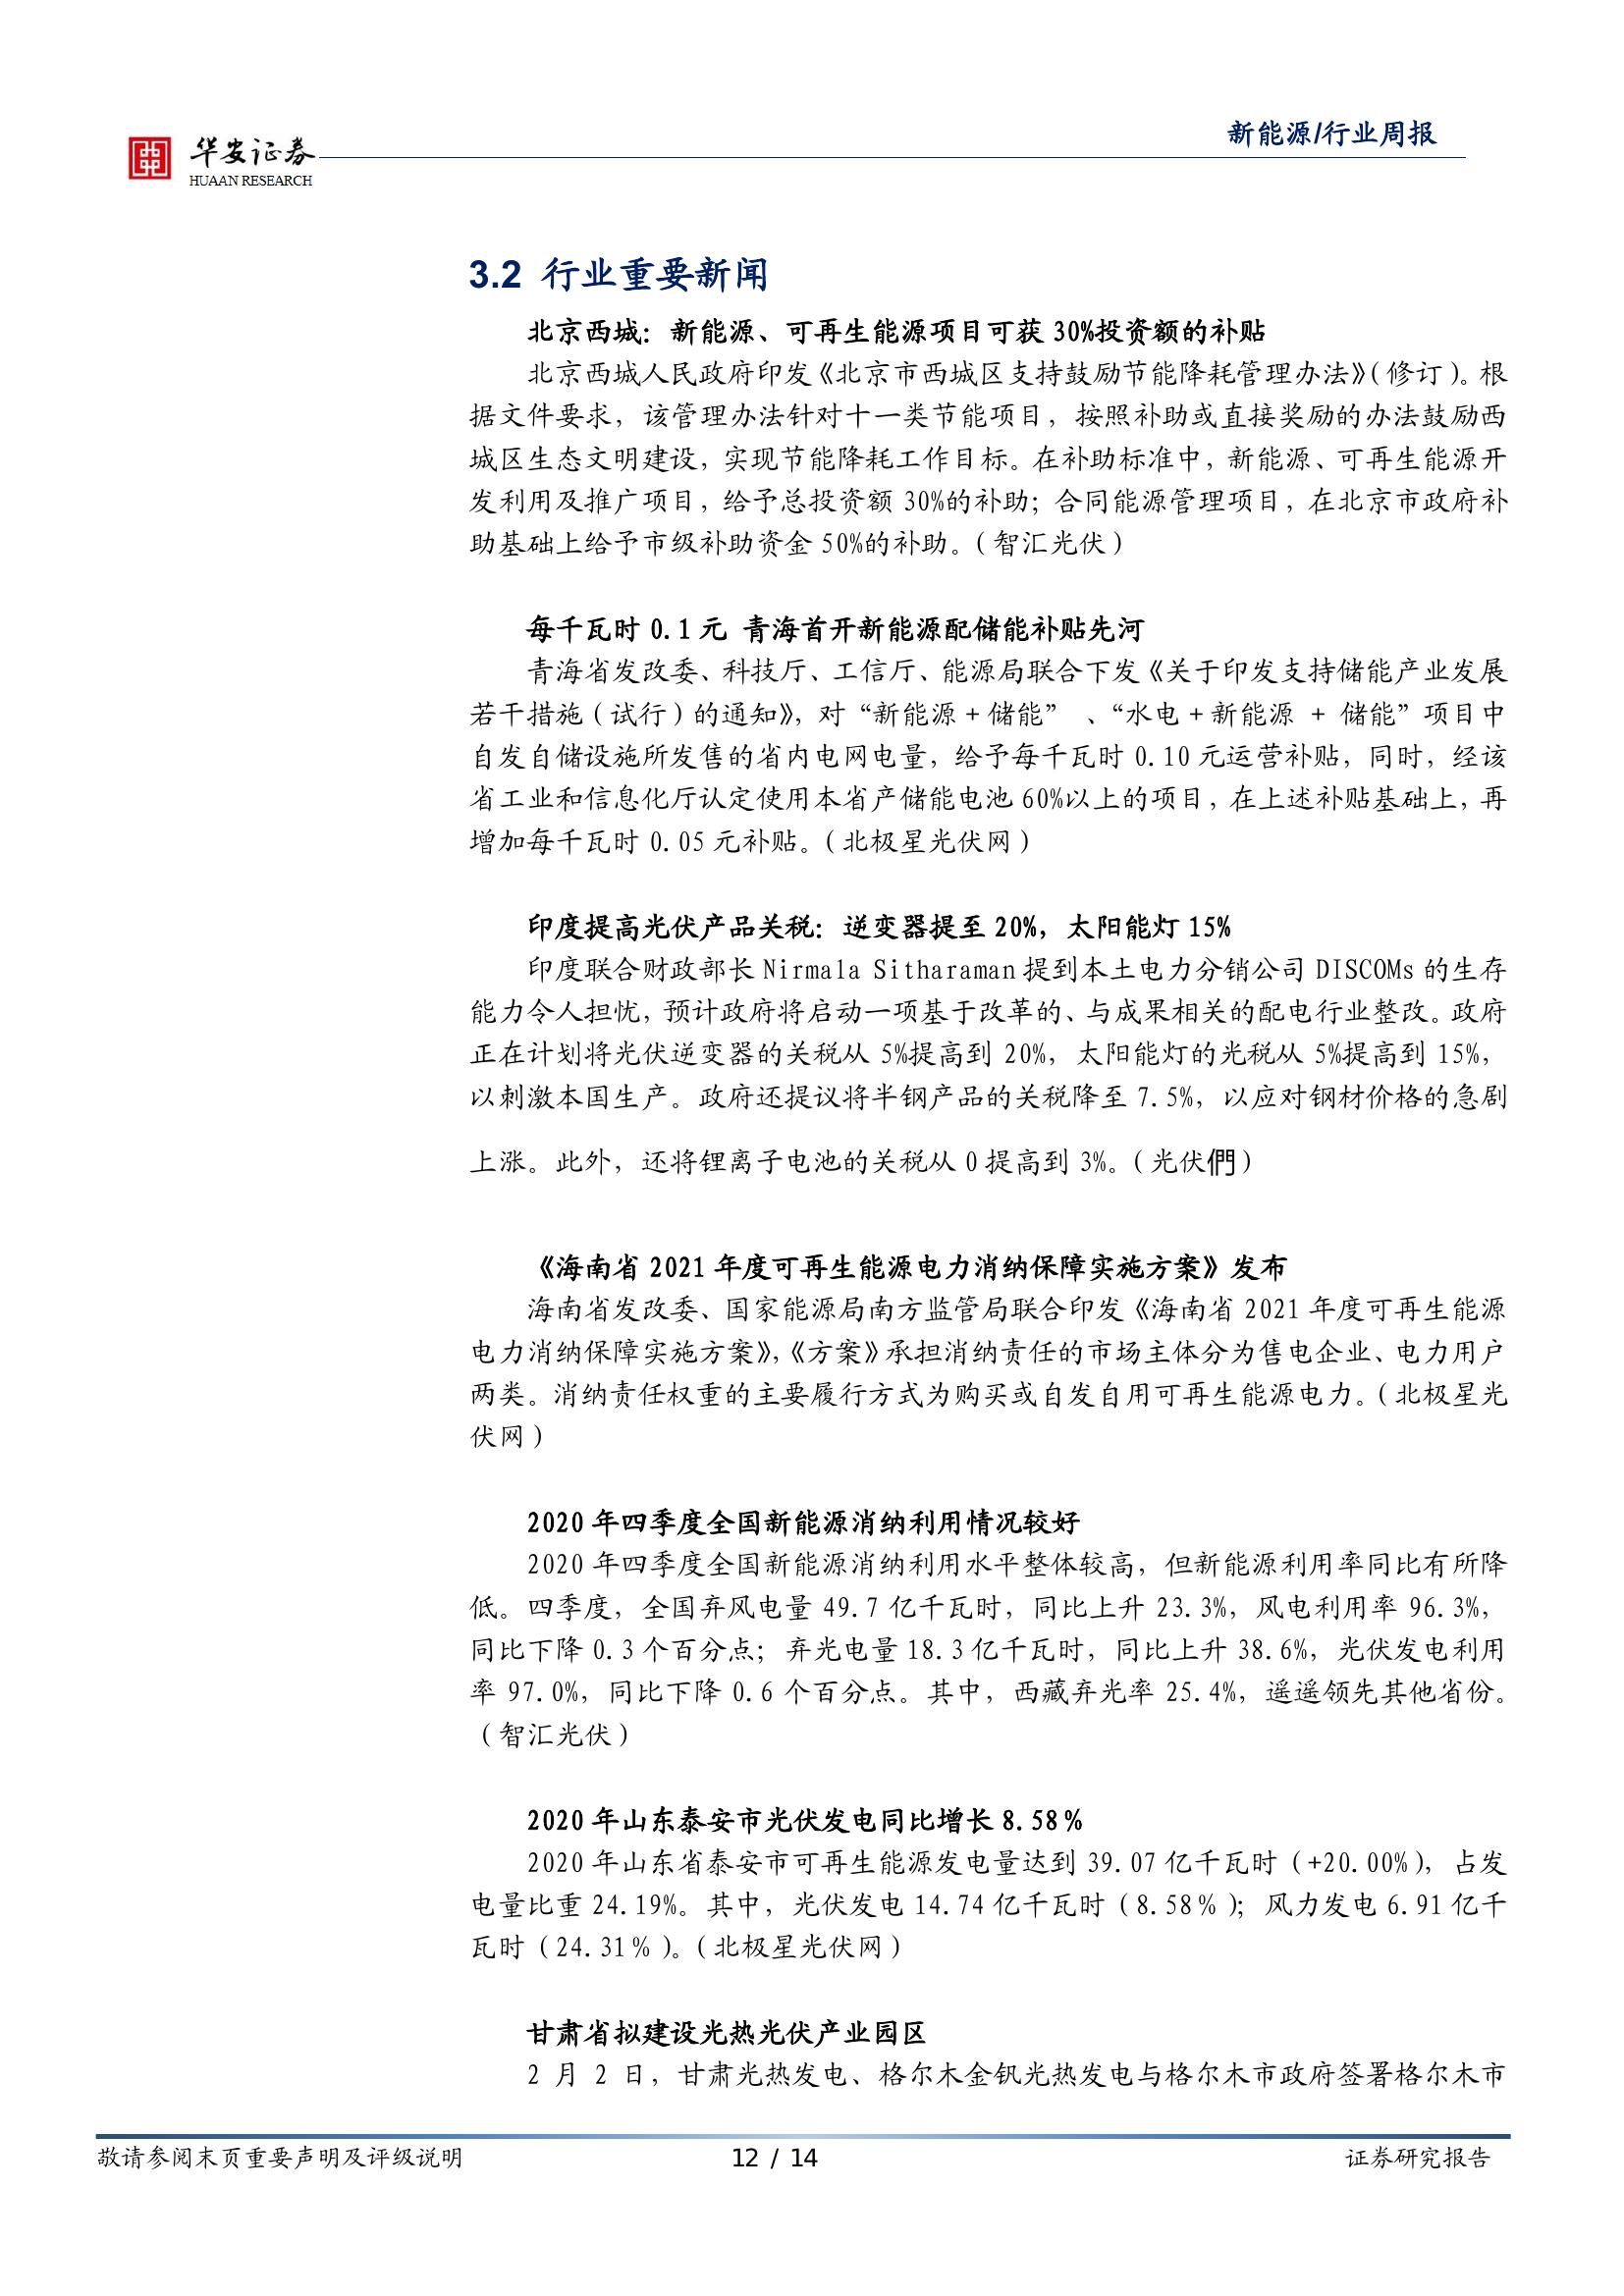 华安证券
HUAAN RESEARCH
新能源/行业周报
3.2 行业重要新闻
北京西城：新能源、可再生能源项目可获 30%投资额的补贴
北京西城人民政府印发《北京市西城区支持鼓励节能降耗管理办法》（修订）。根
据文件要求，该管理办法针对十一类节能项目，按照补助或直接奖励的办法鼓励西
城区生态文明建设，实现节能降耗工作目标。在补助标准中，新能源、可再生能源开
发利用及推广项目，给予总投资额 30%的补助；合同能源管理项目，在北京市政府补
助基础上给予市级补助资金 50%的补助。（智汇光伏）
每千瓦时 0.1 元 青海首开新能源配储能补贴先河
青海省发改委、科技厅、工信厅、能源局联合下发《关于印发支持储能产业发展
若干措施（试行）的通知》，对“新能源+储能” 、“水电+新能源 + 储能”项目中
自发自储设施所发售的省内电网电量，给予每千瓦时 0.10 元运营补贴，同时，经该
省工业和信息化厅认定使用本省产储能电池 60%以上的项目，在上述补贴基础上，再
增加每千瓦时 0.05 元补贴。（北极星光伏网）
印度提高光伏产品关税：逆变器提至 20%，太阳能灯 15%
印度联合财政部长 Nirmala Sitharaman 提到本土电力分销公司 DISCOMs 的生存
能力令人担忧，预计政府将启动一项基于改革的、与成果相关的配电行业整改。政府
正在计划将光伏逆变器的关税从 5%提高到 20%，太阳能灯的光税从 5%提高到 15%，
以刺激本国生产。政府还提议将半钢产品的关税降至 7.5%，以应对钢材价格的急剧
上涨。此外，还将锂离子电池的关税从 0 提高到 3%。（光伏們）
《海南省 2021 年度可再生能源电力消纳保障实施方案》发布
海南省发改委、国家能源局南方监管局联合印发《海南省 2021 年度可再生能源
电力消纳保障实施方案》，《方案》承担消纳责任的市场主体分为售电企业、电力用户
两类。消纳责任权重的主要履行方式为购买或自发自用可再生能源电力。（北极星光
伏网）
2020 年四季度全国新能源消纳利用情况较好
2020 年四季度全国新能源消纳利用水平整体较高，但新能源利用率同比有所降
低。四季度，全国弃风电量 49.7 亿千瓦时，同比上升 23.3%，风电利用率 96.3%，
同比下降 0.3 个百分点；弃光电量 18.3 亿千瓦时，同比上升 38.6%，光伏发电利用
率 97.0%，同比下降 0.6 个百分点。其中，西藏弃光率 25.4%，遥遥领先其他省份。
（智汇光伏）
2020 年山东泰安市光伏发电同比增长 8.58％
2020 年山东省泰安市可再生能源发电量达到 39.07 亿千瓦时（+20.00%），占发
电量比重 24.19%。其中，光伏发电 14.74 亿千瓦时（8.58％）；风力发电 6.91 亿千
瓦时（24.31％）。（北极星光伏网）
甘肃省拟建设光热光伏产业园区
2 月 2 日，甘肃光热发电、格尔木金钒光热发电与格尔木市政府签署格尔木市
敬请参阅末页重要声明及评级说明
12 / 14
证券研究报告